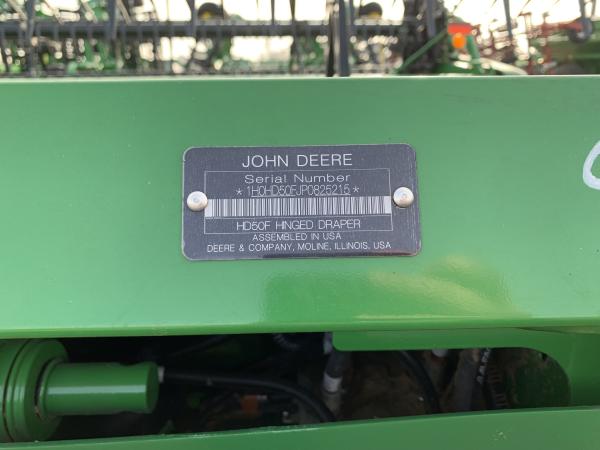 JOHN DEERE
Serial Number
*1H0HD50FJP0825215*
HD50F HINGED DRAPER
ASSEMBLED IN USA
DEERE & COMPANY, MOLINE, ILLINOIS, USA